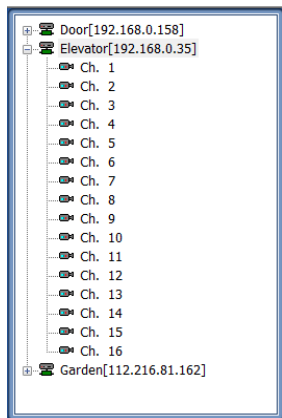 Door[192.168.0.158]
Elevator[192.168.0.35]
Ch. 1
Ch. 2
Ch. 3
Ch. 4
Ch. 5
Ch. 6
Ch. 7
Ch. 8
Ch. 9
Ch. 10
Ch. 11
Ch. 12
Ch. 13
Ch. 14
Ch. 15
Ch. 16
Garden[112.216.81.162]